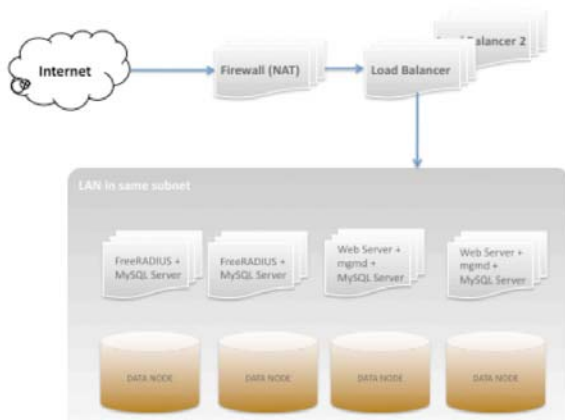 Internet
Firewall (NAT)
Load Balancer
Balancer 2
LAN in same subnet
FreeRADIUS +
MySQL Server
FreeRADIUS +
MySQL Server
Web Server +
mgmd +
MySQL Server
Web Server +
mgmd +
MySQL Server
DATA NODE
DATA NODE
DATA NODE
DATA NODE